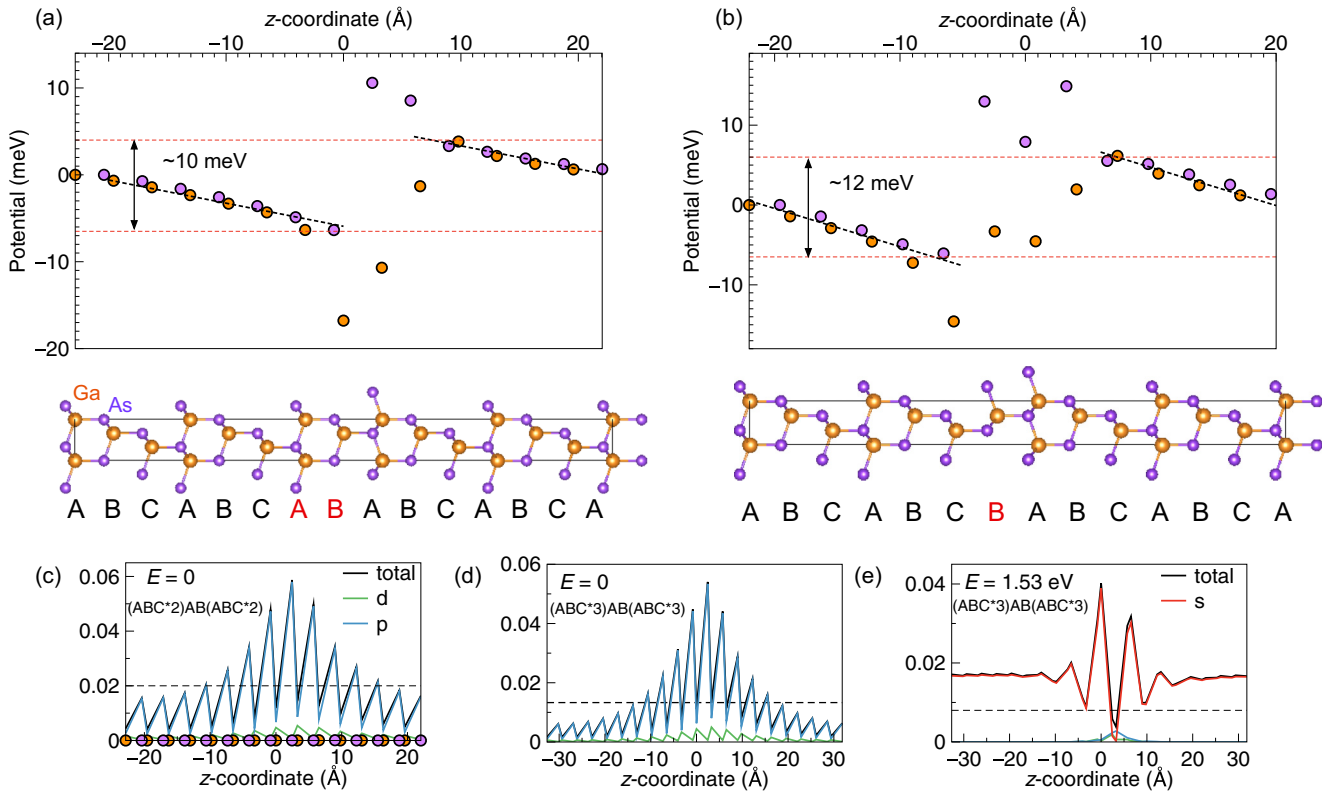 (a)
z-coordinate (Å)
−20 −10 0 10 20
Potential (meV)
10
0
−10
−20
~10 meV
Ga
As
A B C A B C A B A B C A B C A
(b)
z-coordinate (Å)
−20 −10 0 10 20
Potential (meV)
10
0
−10
~12 meV
A B C A B C B A B C A B C A
(c)
E = 0
(ABC*2)AB(ABC*2)
total
d
p
0.06
0.04
0.02
0
−20 −10 0 10 20
z-coordinate (Å)
(d)
E = 0
(ABC*3)AB(ABC*3)
0.06
0.04
0.02
0
−30 −20 −10 0 10 20 30
z-coordinate (Å)
(e)
E = 1.53 eV
(ABC*3)AB(ABC*3)
total
s
0.04
0.02
0
−30 −20 −10 0 10 20 30
z-coordinate (Å)